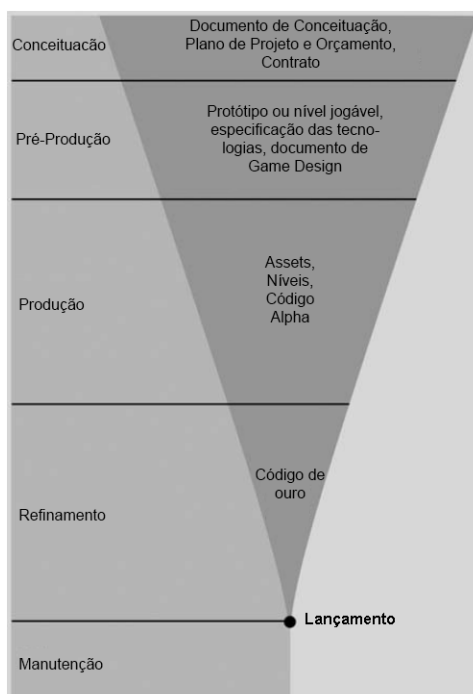 Conceituacão
Documento de Conceituação,
Plano de Projeto e Orçamento,
Contrato
Pré-Produção
Protótipo ou nível jogável,
especificação das tecno-
logias, documento de
Game Design
Produção
Assets,
Níveis,
Código
Alpha
Refinamento
Código de
ouro
Lançamento
Manutenção